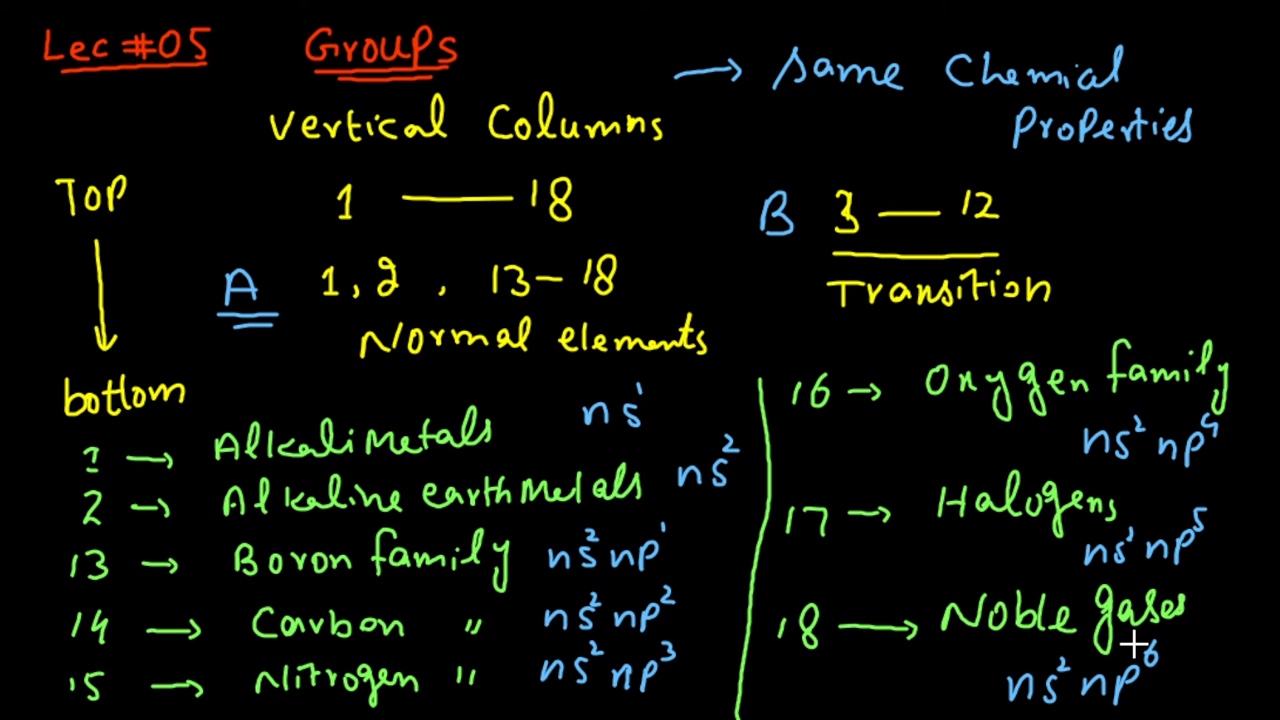 Lec #05 Groups
→ same Chemical Properties
Vertical Columns
TOP 1 — 18
B 3 — 12
A 1, 2 , 13 – 18
Transition
Normal elements
bottom
1 → Alkali Metals ns¹
2 → Alkaline earth Metals ns²
13 → Boron family ns² np¹
14 → Carbon " ns² np²
15 → Nitrogen " ns² np³
16 → Oxygen family
ns² np⁴
17 → Halogens
ns² np⁵
18 → Noble gases
ns² np⁶